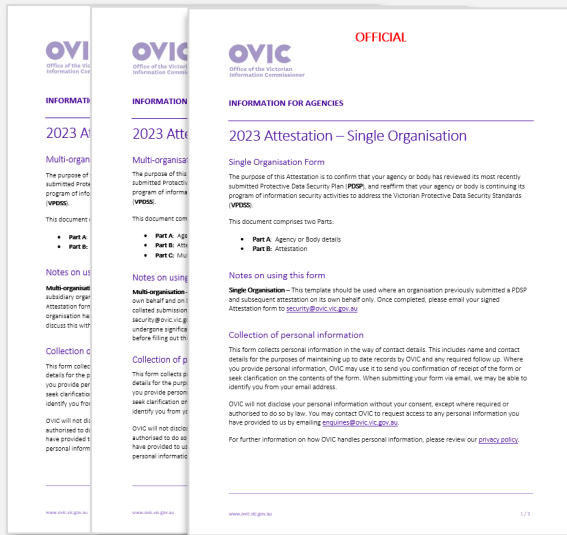 OVIC
Office of the Vic
Information Com
INFORMATI
2023 A
Multi-organ
The purpose of
submitted Prote
program of info
(VPDSS).
This document
• Part A:
• Part B:
Notes on us
Multi-organisati
subsidiary organ
Attestation form
organisation has
discuss this with
Collection o
This form collec
details for the p
you provide per
seek clarificatio
identify you fro
OVIC will not di
authorised to d
have provided t
personal inform
www.ovic.vic.gov.au
OVIC
Office of the Victori
Information Commi
INFORMATION
2023 Atte
Multi-organisat
The purpose of this
submitted Protectiv
program of informa
(VPDSS).
This document com
• Part A: Age
• Part B: Atte
• Part C: Mul
Notes on using
Multi-organisation –
own behalf and on
collated submission
security@ovic.vic.g
undergone significa
before filling out thi
Collection of p
This form collects p
details for the purp
you provide person
seek clarification or
identify you from yo
OVIC will not disclos
authorised to do so
have provided to us
personal informatio
www.ovic.vic.gov.au
OFFICIAL
OVIC
Office of the Victorian
Information Commissioner
INFORMATION FOR AGENCIES
2023 Attestation – Single Organisation
Single Organisation Form
The purpose of this Attestation is to confirm that your agency or body has reviewed its most recently
submitted Protective Data Security Plan (PDSP), and reaffirm that your agency or body is continuing its
program of information security activities to address the Victorian Protective Data Security Standards
(VPDSS).
This document comprises two Parts:
• Part A: Agency or Body details
• Part B: Attestation
Notes on using this form
Single Organisation – This template should be used where an organisation previously submitted a PDSP
and subsequent attestation on its own behalf only. Once completed, please email your signed
Attestation form to security@ovic.vic.gov.au
Collection of personal information
This form collects personal information in the way of contact details. This includes name and contact
details for the purposes of maintaining up to date records by OVIC and any required follow up. Where
you provide personal information, OVIC may use it to send you confirmation of receipt of the form or
seek clarification on the contents of the form. When submitting your form via email, we may be able to
identify you from your email address.
OVIC will not disclose your personal information without your consent, except where required or
authorised to do so by law. You may contact OVIC to request access to any personal information you
have provided to us by emailing enquiries@ovic.vic.gov.au.
For further information on how OVIC handles personal information, please review our privacy policy.
www.ovic.vic.gov.au
1 / 3